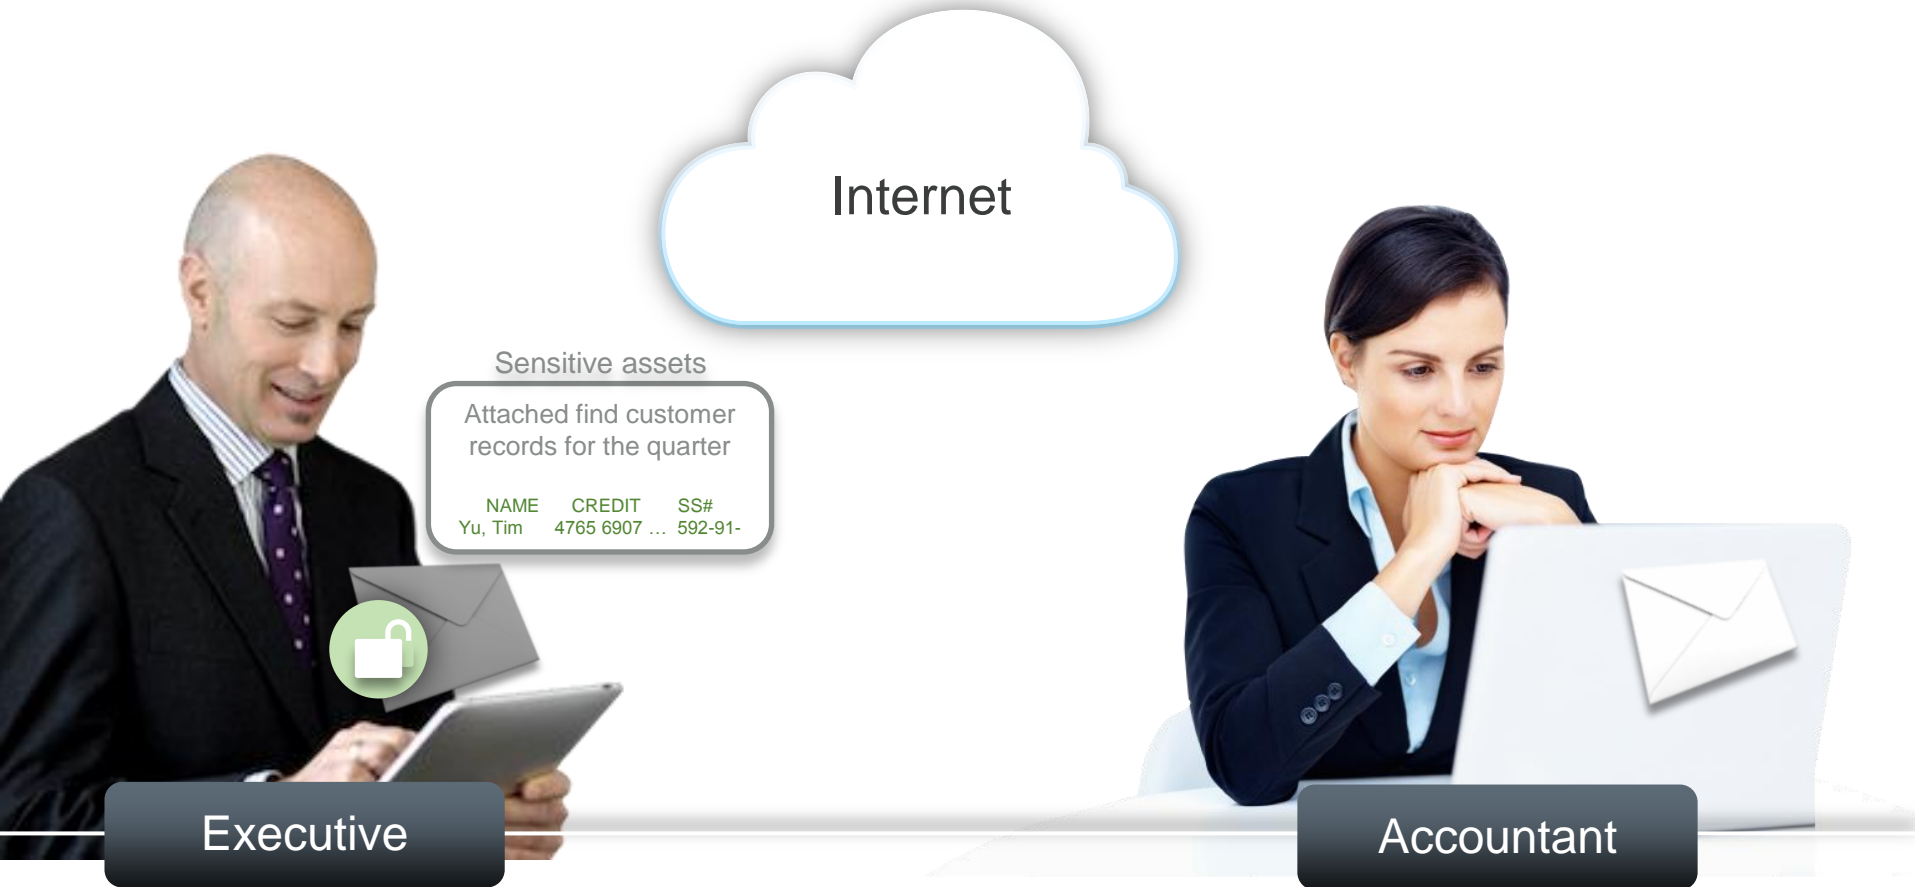 Internet
Sensitive assets
Attached find customer
records for the quarter
NAME CREDIT SS#
Yu, Tim 4765 6907 ... 592-91-
Executive
Accountant